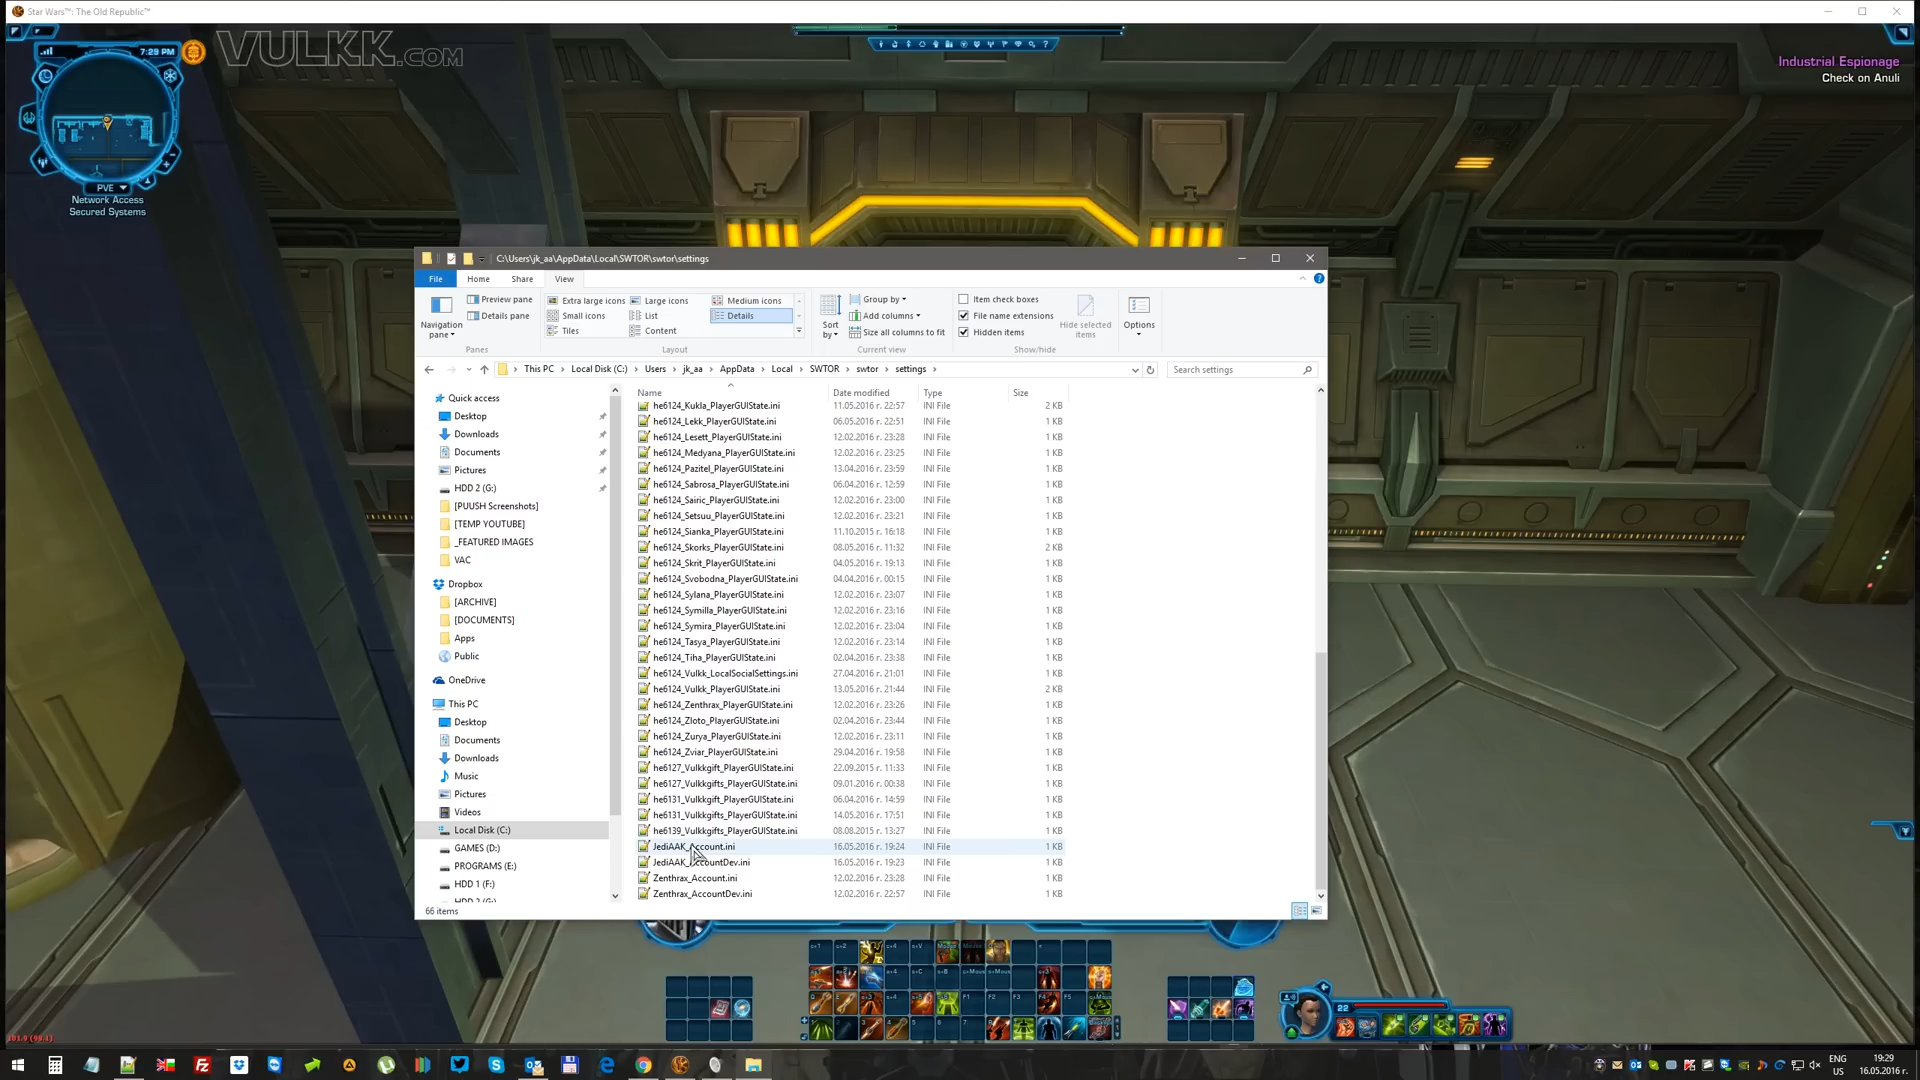 Star Wars™: The Old Republic™
7:29 PM
VULKK.COM
Industrial Espionage
Check on Anuli
PVE
Network Access
Secured Systems
C:\Users\jk_aa\AppData\Local\SWTOR\swtor\settings
File Home Share View
Navigation pane
Preview pane
Details pane
Panes
Extra large icons Large icons Medium icons
Small icons List Details
Tiles Content
Layout
Sort by
Group by
Add columns
Size all columns to fit
Current view
Item check boxes
File name extensions
Hidden items
Hide selected items
Show/hide
Options
This PC Local Disk (C:) Users jk_aa AppData Local SWTOR swtor settings
Search settings
Quick access
Desktop
Downloads
Documents
Pictures
HDD 2 (G:)
[PUUSH Screenshots]
[TEMP YOUTUBE]
_FEATURED IMAGES
VAC
Dropbox
[ARCHIVE]
[DOCUMENTS]
Apps
Public
OneDrive
This PC
Desktop
Documents
Downloads
Music
Pictures
Videos
Local Disk (C:)
GAMES (D:)
PROGRAMS (E:)
HDD 1 (F:)
HDD 2 (G:)
Name Date modified Type Size
he6124_Kukla_PlayerGUIState.ini 11.05.2016 г. 22:57 INI File 2 KB
he6124_Lekk_PlayerGUIState.ini 06.05.2016 г. 22:51 INI File 1 KB
he6124_Lesett_PlayerGUIState.ini 12.02.2016 г. 23:28 INI File 1 KB
he6124_Medyana_PlayerGUIState.ini 12.02.2016 г. 23:25 INI File 1 KB
he6124_Pazitel_PlayerGUIState.ini 13.04.2016 г. 23:59 INI File 1 KB
he6124_Sabrosa_PlayerGUIState.ini 06.04.2016 г. 12:59 INI File 1 KB
he6124_Sairic_PlayerGUIState.ini 12.02.2016 г. 23:00 INI File 1 KB
he6124_Setsuu_PlayerGUIState.ini 12.02.2016 г. 23:21 INI File 1 KB
he6124_Sianka_PlayerGUIState.ini 11.10.2015 г. 16:18 INI File 1 KB
he6124_Skorks_PlayerGUIState.ini 08.05.2016 г. 11:32 INI File 2 KB
he6124_Skrit_PlayerGUIState.ini 04.05.2016 г. 19:13 INI File 1 KB
he6124_Svobodna_PlayerGUIState.ini 04.04.2016 г. 00:15 INI File 1 KB
he6124_Sylana_PlayerGUIState.ini 12.02.2016 г. 23:07 INI File 1 KB
he6124_Symilla_PlayerGUIState.ini 12.02.2016 г. 23:16 INI File 1 KB
he6124_Symira_PlayerGUIState.ini 12.02.2016 г. 23:04 INI File 1 KB
he6124_Tasya_PlayerGUIState.ini 12.02.2016 г. 23:14 INI File 1 KB
he6124_Tiha_PlayerGUIState.ini 02.04.2016 г. 23:38 INI File 1 KB
he6124_Vulkk_LocalSocialSettings.ini 27.04.2016 г. 21:01 INI File 1 KB
he6124_Vulkk_PlayerGUIState.ini 13.05.2016 г. 21:44 INI File 2 KB
he6124_Zenthrax_PlayerGUIState.ini 12.02.2016 г. 23:26 INI File 1 KB
he6124_Zloto_PlayerGUIState.ini 02.04.2016 г. 23:44 INI File 1 KB
he6124_Zurya_PlayerGUIState.ini 12.02.2016 г. 23:11 INI File 1 KB
he6124_Zviar_PlayerGUIState.ini 29.04.2016 г. 19:58 INI File 1 KB
he6127_Vulkkgift_PlayerGUIState.ini 22.09.2015 г. 11:33 INI File 1 KB
he6127_Vulkkgifts_PlayerGUIState.ini 09.01.2016 г. 00:38 INI File 1 KB
he6131_Vulkkgift_PlayerGUIState.ini 06.04.2016 г. 14:59 INI File 1 KB
he6131_Vulkkgifts_PlayerGUIState.ini 14.05.2016 г. 17:51 INI File 1 KB
he6139_Vulkkgifts_PlayerGUIState.ini 08.08.2015 г. 13:27 INI File 1 KB
JediAAK_Account.ini 16.05.2016 г. 19:24 INI File 1 KB
JediAAK_AccountDev.ini 16.05.2016 г. 19:23 INI File 1 KB
Zenthrax_Account.ini 12.02.2016 г. 23:28 INI File 1 KB
Zenthrax_AccountDev.ini 12.02.2016 г. 22:57 INI File 1 KB
66 items
22
ENG
US
19:29
16.05.2016 г.